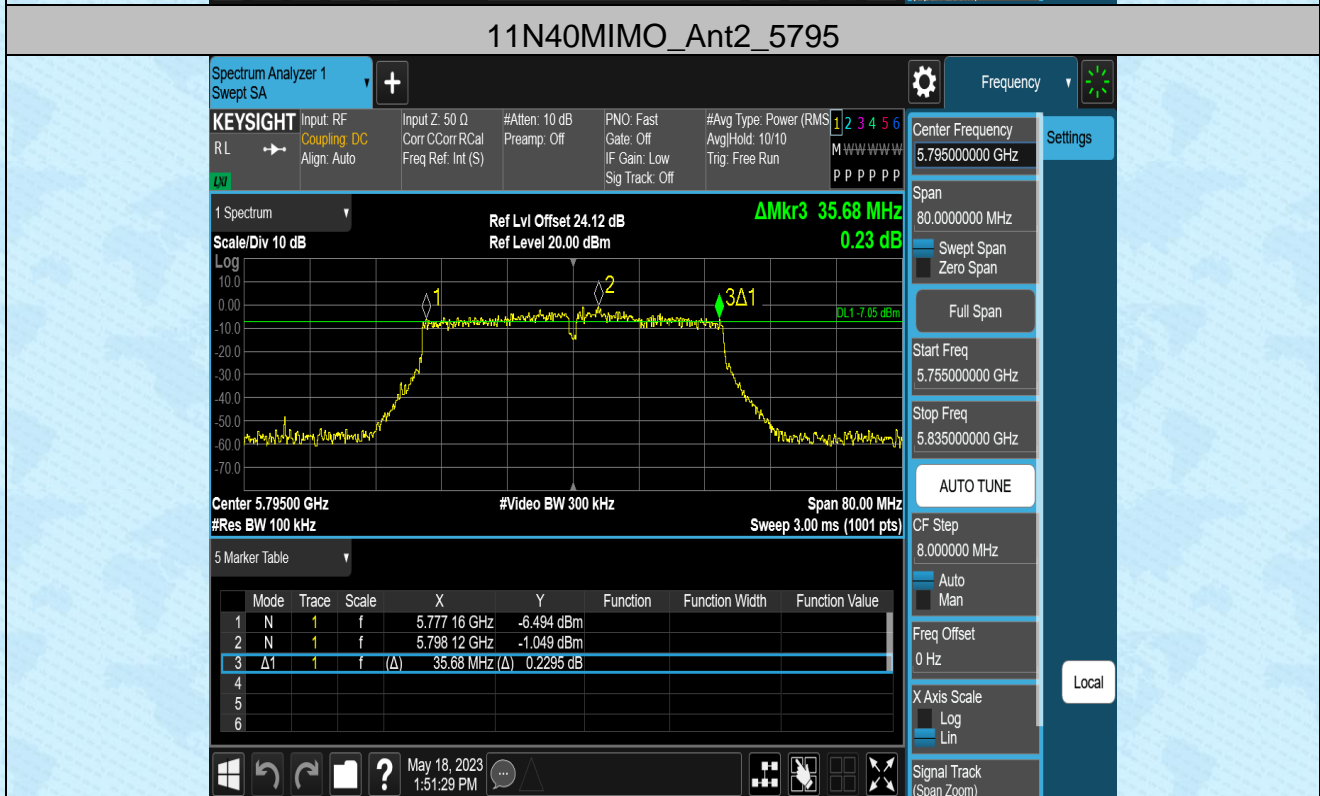 11N40MIMO_Ant2_5795
Spectrum Analyzer 1
Swept SA
+
Frequency
KEYSIGHT
RL
LXI
Input: RF
Coupling: DC
Align: Auto
Input Z: 50 Ω
Corr CCorr RCal
Freq Ref: Int (S)
#Atten: 10 dB
Preamp: Off
PNO: Fast
Gate: Off
IF Gain: Low
Sig Track: Off
#Avg Type: Power (RMS
Avg|Hold: 10/10
Trig: Free Run
1 2 3 4 5 6
M W W W W W
P P P P P P
1 Spectrum
Ref Lvl Offset 24.12 dB
ΔMkr3 35.68 MHz
Scale/Div 10 dB
Ref Level 20.00 dBm
0.23 dB
Log
10.0
0.00
-10.0
-20.0
-30.0
-40.0
-50.0
-60.0
-70.0
1
2
3Δ1
DL1 -7.05 dBm
Center 5.79500 GHz
#Video BW 300 kHz
Span 80.00 MHz
#Res BW 100 kHz
Sweep 3.00 ms (1001 pts)
5 Marker Table
Mode Trace Scale X Y Function Function Width Function Value
1 N 1 f 5.777 16 GHz -6.494 dBm
2 N 1 f 5.798 12 GHz -1.049 dBm
3 Δ1 1 f (Δ) 35.68 MHz (Δ) 0.2295 dB
4
5
6
?
May 18, 2023
1:51:29 PM
Center Frequency
5.795000000 GHz
Settings
Span
80.0000000 MHz
Swept Span
Zero Span
Full Span
Start Freq
5.755000000 GHz
Stop Freq
5.835000000 GHz
AUTO TUNE
CF Step
8.000000 MHz
Auto
Man
Freq Offset
0 Hz
Local
X Axis Scale
Log
Lin
Signal Track
(Span Zoom)